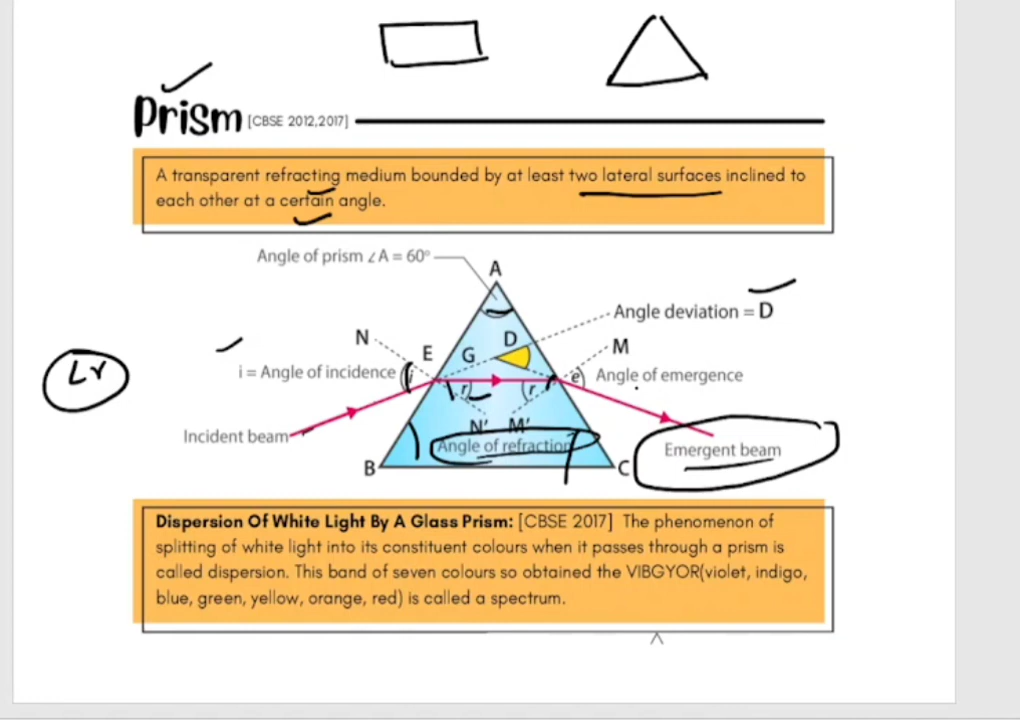 Prism [CBSE 2012,2017]
A transparent refracting medium bounded by at least two lateral surfaces inclined to
each other at a certain angle.
Angle of prism ∠A = 60°
A
Angle deviation = D
N
E
G
D
M
i = Angle of incidence
i
r
r
e
Angle of emergence
Incident beam
N'
M'
Angle of refraction
Emergent beam
B
C
Dispersion Of White Light By A Glass Prism: [CBSE 2017] The phenomenon of
splitting of white light into its constituent colours when it passes through a prism is
called dispersion. This band of seven colours so obtained the VIBGYOR(violet, indigo,
blue, green, yellow, orange, red) is called a spectrum.